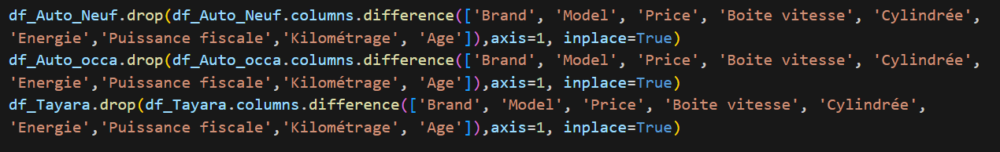 df_Auto_Neuf.drop(df_Auto_Neuf.columns.difference(['Brand', 'Model', 'Price', 'Boite vitesse', 'Cylindrée',
'Energie','Puissance fiscale','Kilométrage', 'Age']),axis=1, inplace=True)
df_Auto_occa.drop(df_Auto_occa.columns.difference(['Brand', 'Model', 'Price', 'Boite vitesse', 'Cylindrée',
'Energie','Puissance fiscale','Kilométrage', 'Age']),axis=1, inplace=True)
df_Tayara.drop(df_Tayara.columns.difference(['Brand', 'Model', 'Price', 'Boite vitesse', 'Cylindrée',
'Energie','Puissance fiscale','Kilométrage', 'Age']),axis=1, inplace=True)